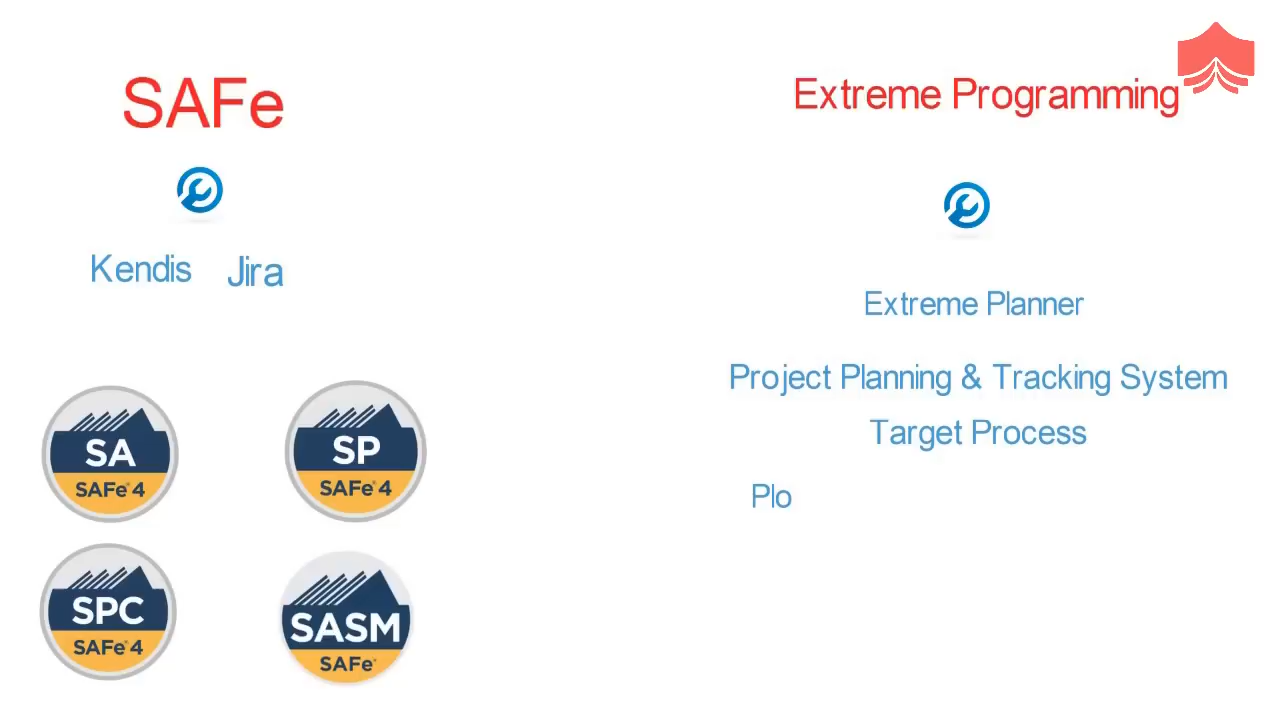 SAFe
Kendis Jira
SA
SAFe® 4
SP
SAFe® 4
SPC
SAFe® 4
SASM
SAFe®
Extreme Programming
Extreme Planner
Project Planning & Tracking System
Target Process
Plo